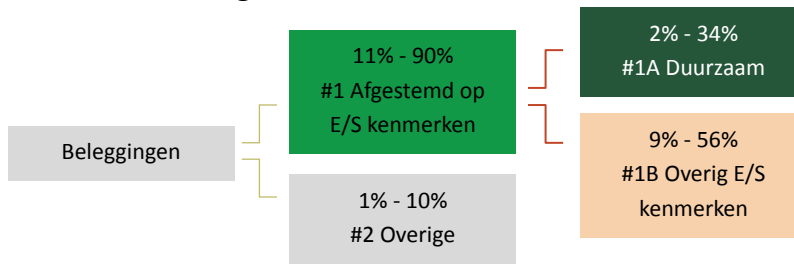 Beleggingen
11% - 90%
#1 Afgestemd op
E/S kenmerken
1% - 10%
#2 Overige
2% - 34%
#1A Duurzaam
9% - 56%
#1B Overig E/S
kenmerken